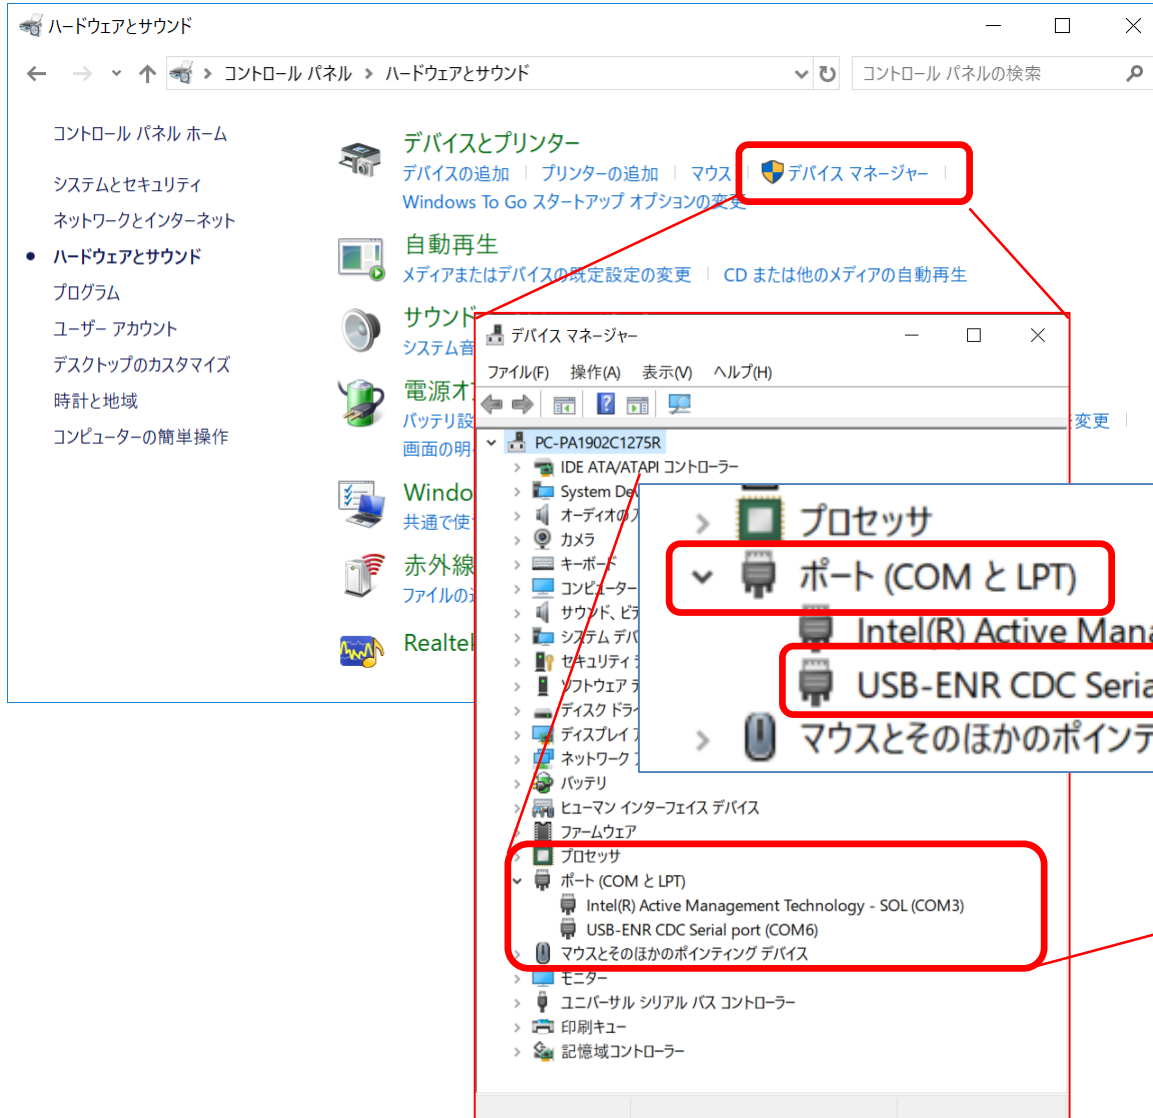 ハードウェアとサウンド
コントロール パネル > ハードウェアとサウンド
コントロール パネルの検索
コントロール パネル ホーム
システムとセキュリティ
ネットワークとインターネット
ハードウェアとサウンド
プログラム
ユーザー アカウント
デスクトップのカスタマイズ
時計と地域
コンピューターの簡単操作
デバイスとプリンター
デバイスの追加 プリンターの追加 マウス デバイス マネージャー
Windows To Go スタートアップ オプションの変更
自動再生
メディアまたはデバイスの既定設定の変更 CD または他のメディアの自動再生
サウンド
システム音
電源オ
バッテリ設
変更
画面の明
Windo
共通で使
赤外線
ファイルの
Realte
デバイス マネージャー
ファイル(F) 操作(A) 表示(V) ヘルプ(H)
PC-PA1902C1275R
IDE ATA/ATAPI コントローラー
System De
オーディオの
カメラ
キーボード
コンピューター
サウンド、ビデ
システム デバ
セキュリティ
ソフトウェア デ
ディスク ドライ
ディスプレイ
ネットワーク
バッテリ
ヒューマン インターフェイス デバイス
ファームウェア
プロセッサ
ポート (COM と LPT)
Intel(R) Active Management Technology - SOL (COM3)
USB-ENR CDC Serial port (COM6)
マウスとそのほかのポインティング デバイス
モニター
ユニバーサル シリアル バス コントローラー
印刷キュー
記憶域コントローラー
プロセッサ
ポート (COM と LPT)
Intel(R) Active Mana
USB-ENR CDC Seria
マウスとそのほかのポインテ